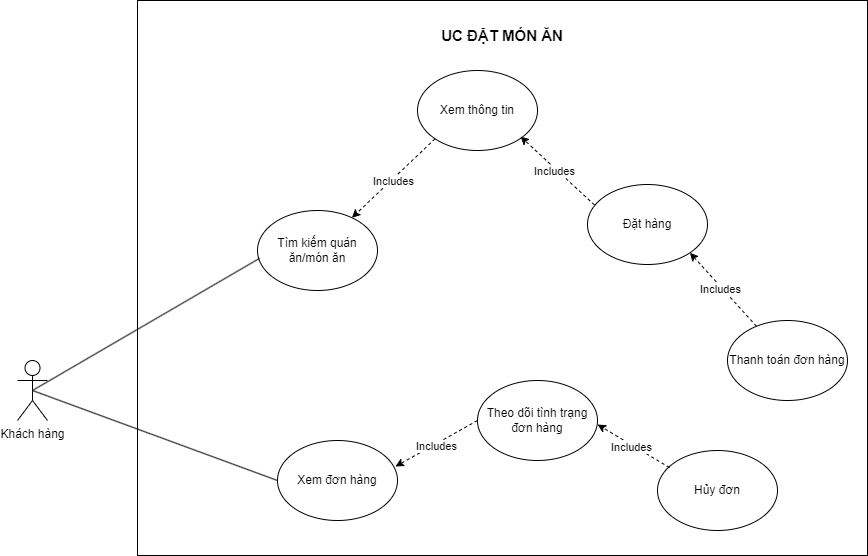 UC ĐẶT MÓN ĂN
Xem thông tin
Includes
Includes
Đặt hàng
Tìm kiếm quán
ăn/món ăn
Includes
Thanh toán đơn hàng
Khách hàng
Theo dõi tình trạng
đơn hàng
Includes
Includes
Xem đơn hàng
Hủy đơn